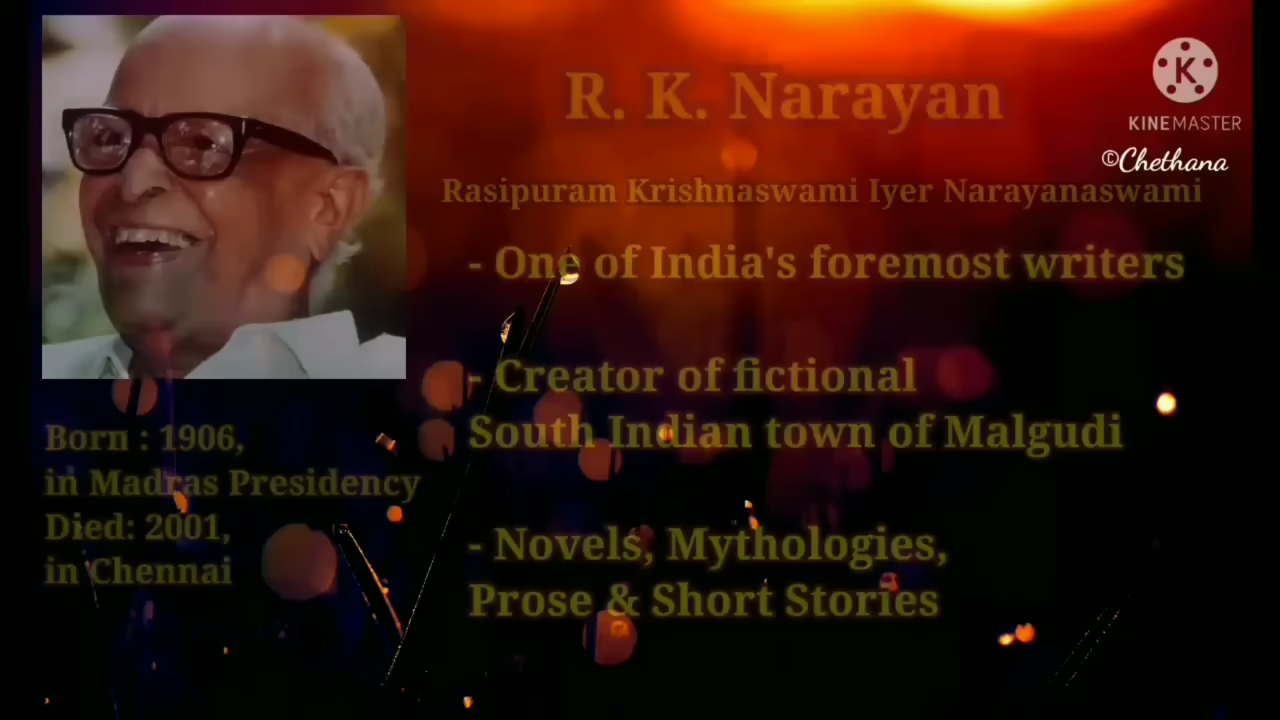 R. K. Narayan
Rasipuram Krishnaswami Iyer Narayanaswami
- One of India's foremost writers
- Creator of fictional
South Indian town of Malgudi
- Novels, Mythologies,
Prose & Short Stories
Born : 1906,
in Madras Presidency
Died: 2001,
in Chennai
K
KINEMASTER
©Chethana